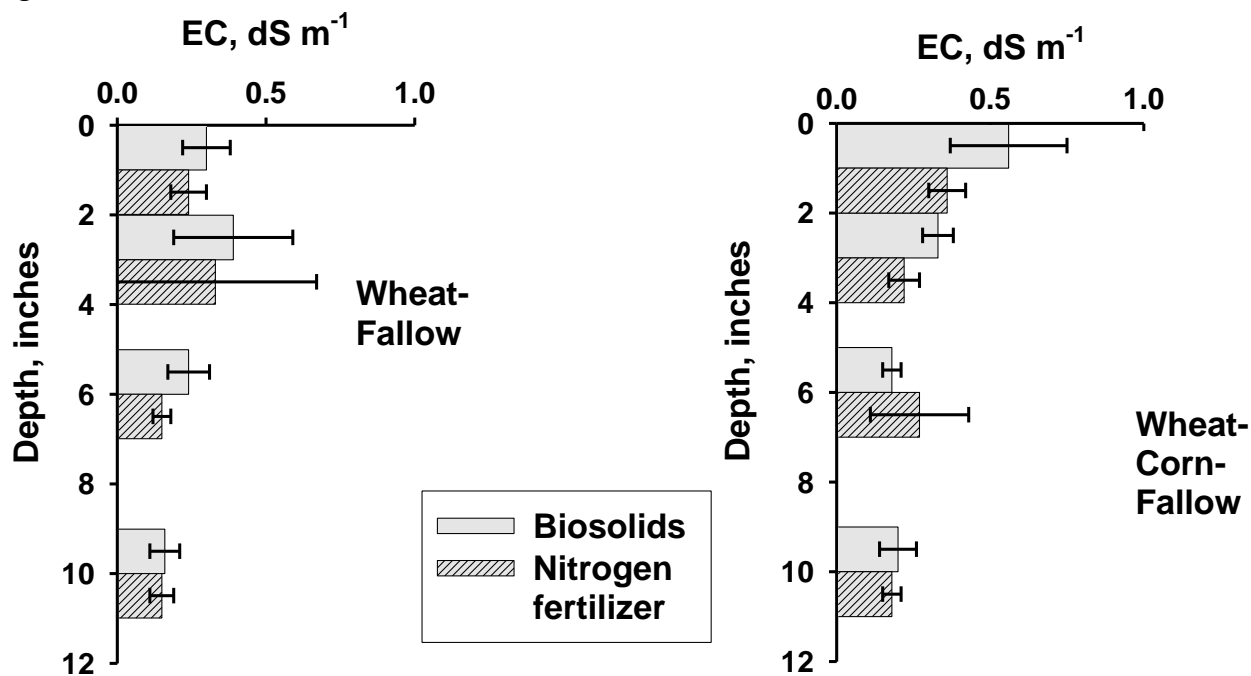 EC, dS m⁻¹
0.0 0.5 1.0
0
2
4
6
8
10
12
Depth, inches
Wheat-
Fallow
Biosolids
Nitrogen
fertilizer
EC, dS m⁻¹
0.0 0.5 1.0
0
2
4
6
8
10
12
Depth, inches
Wheat-
Corn-
Fallow